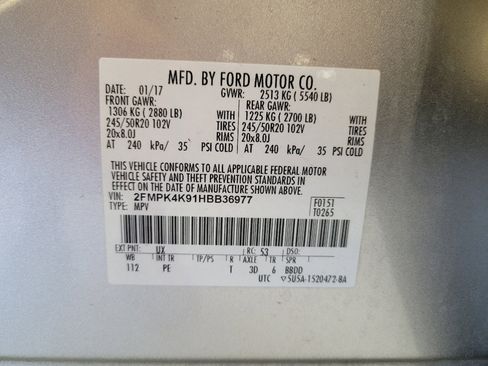 MFD. BY FORD MOTOR CO.
DATE: 01/17 GVWR: 2513 KG ( 5540 LB)
FRONT GAWR: REAR GAWR:
1306 KG ( 2880 LB) WITH 1225 KG ( 2700 LB) WITH
245/50R20 102V TIRES 245/50R20 102V TIRES
20x8.0J RIMS 20x8.0J RIMS
AT 240 kPa/ 35 PSI COLD AT 240 kPa/ 35 PSI COLD
THIS VEHICLE CONFORMS TO ALL APPLICABLE FEDERAL MOTOR
VEHICLE SAFETY AND THEFT PREVENTION STANDARDS IN
EFFECT ON THE DATE OF MANUFACTURE SHOWN ABOVE.
VIN: 2FMPK4K91HBB36977 F0151
TYPE: MPV T0265
EXT PNT: UX RC: 53 DSO:
WB INT TR TP/PS R AXLE TR SPR
112 PE T 3D 6 BBDD
UTC ▽5U5A-1520472-BA